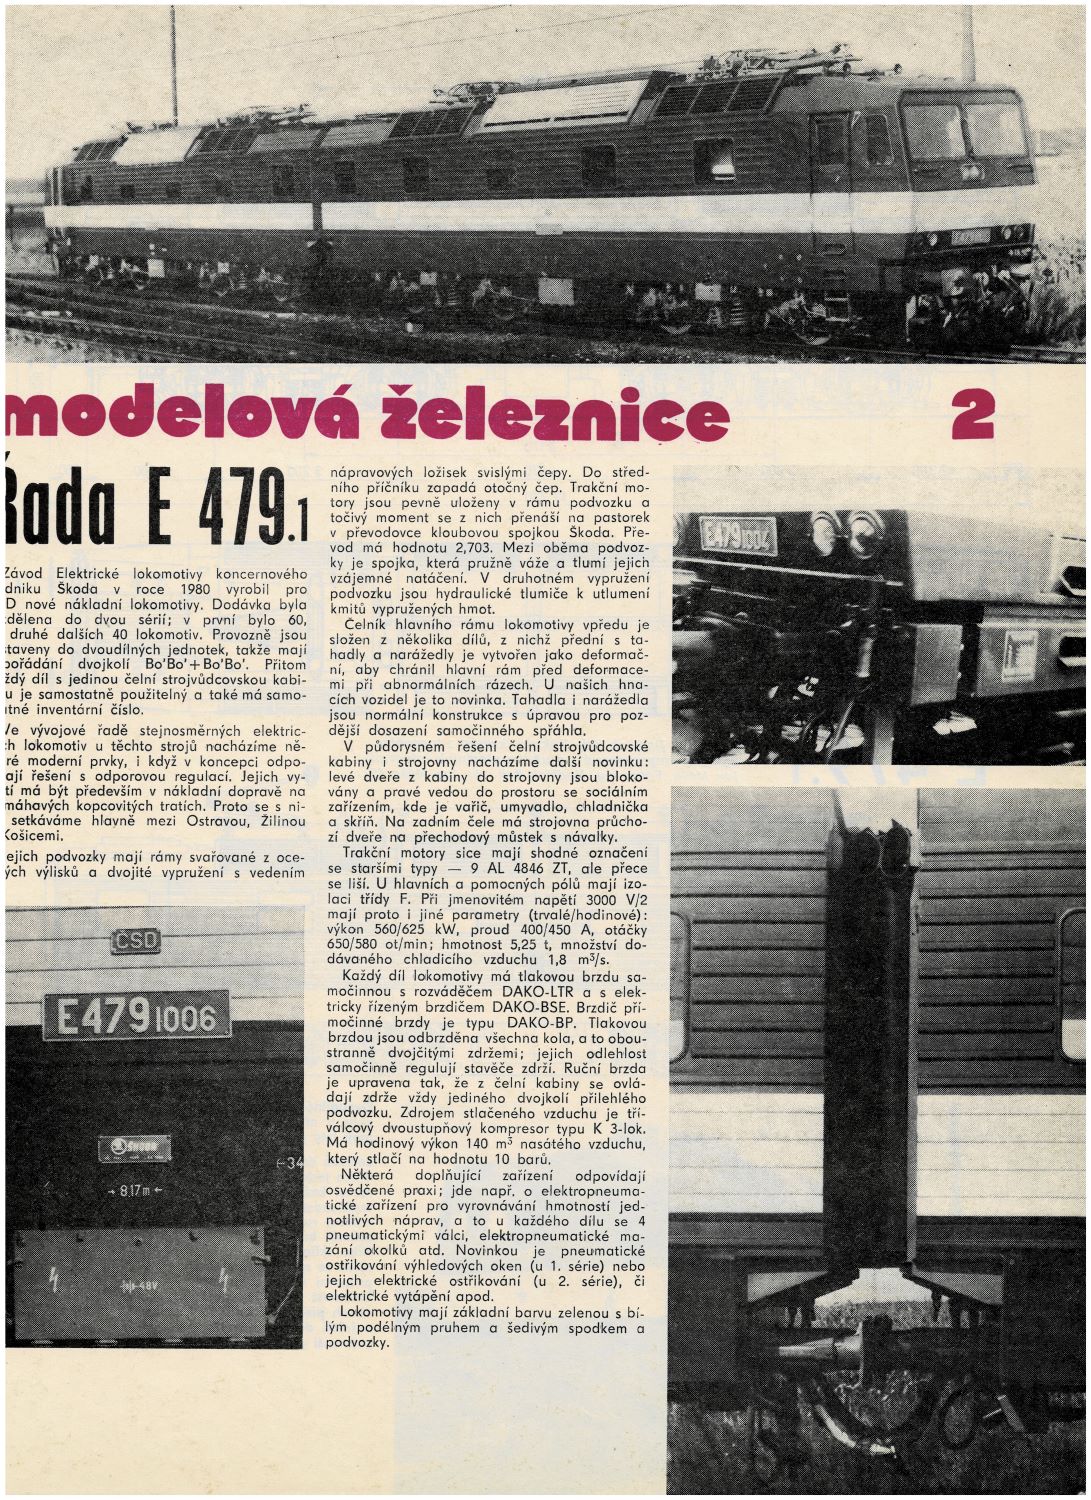 modelová železnice 2
Řada E 479.1
Závod Elektrické lokomotivy koncernového
dniku Škoda v roce 1980 vyrobil pro
D nové nákladní lokomotivy. Dodávka byla
dělena do dvou sérií; v první bylo 60,
druhé dalších 40 lokomotiv. Provozně jsou
staveny do dvoudílných jednotek, takže mají
pořádání dvojkolí Bo'Bo'+Bo'Bo'. Přitom
ždý díl s jedinou čelní strojvůdcovskou kabi-
u je samostatně použitelný a také má samo-
tné inventární číslo.
Ve vývojové řadě stejnosměrných elektric-
h lokomotiv u těchto strojů nacházíme ně-
ré moderní prvky, i když v koncepci odpo-
ají řešení s odporovou regulací. Jejich vy-
tí má být především v nákladní dopravě na
máhavých kopcovitých tratích. Proto se s ni-
setkáváme hlavně mezi Ostravou, Žilinou
Košicemi.
ejich podvozky mají rámy svařované z oce-
ých výlisků a dvojité vypružení s vedením
nápravových ložisek svislými čepy. Do střed-
ního příčníku zapadá otočný čep. Trakční mo-
tory jsou pevně uloženy v rámu podvozku a
točivý moment se z nich přenáší na pastorek
v převodovce kloubovou spojkou Škoda. Pře-
vod má hodnotu 2,703. Mezi oběma podvoz-
ky je spojka, která pružně váže a tlumí jejich
vzájemné natáčení. V druhotném vypružení
podvozku jsou hydraulické tlumiče k utlumení
kmitů vypružených hmot.
Čelník hlavního rámu lokomotivy vpředu je
složen z několika dílů, z nichž přední s ta-
hadly a narážedly je vytvořen jako deformač-
ní, aby chránil hlavní rám před deformace-
mi při abnormálních rázech. U našich hna-
cích vozidel je to novinka. Tahadla i narážedla
jsou normální konstrukce s úpravou pro poz-
dější dosazení samočinného spřáhla.
V půdorysném řešení čelní strojvůdcovské
kabiny i strojovny nacházíme další novinku:
levé dveře z kabiny do strojovny jsou bloko-
vány a pravé vedou do prostoru se sociálním
zařízením, kde je vařič, umyvadlo, chladnička
a skříň. Na zadním čele má strojovna průcho-
zí dveře na přechodový můstek s návalky.
Trakční motory sice mají shodné označení
se staršími typy — 9 AL 4846 ZT, ale přece
se liší. U hlavních a pomocných pólů mají izo-
laci třídy F. Při jmenovitém napětí 3000 V/2
mají proto i jiné parametry (trvalé/hodinové):
výkon 560/625 kW, proud 400/450 A, otáčky
650/580 ot/min; hmotnost 5,25 t, množství do-
dávaného chladicího vzduchu 1,8 m³/s.
Každý díl lokomotivy má tlakovou brzdu sa-
močinnou s rozváděčem DAKO-LTR a s elek-
tricky řízeným brzdičem DAKO-BSE. Brzdič pří-
močinné brzdy je typu DAKO-BP. Tlakovou
brzdou jsou odbrzděna všechna kola, a to obou-
stranně dvojčitými zdržemi; jejich odlehlost
samočinně regulují stavěče zdrží. Ruční brzda
je upravena tak, že z čelní kabiny se ovlá-
dají zdrže vždy jediného dvojkolí přilehlého
podvozku. Zdrojem stlačeného vzduchu je tří-
válcový dvoustupňový kompresor typu K 3-lok.
Má hodinový výkon 140 m³ nasátého vzduchu,
který stlačí na hodnotu 10 barů.
Některá doplňující zařízení odpovídají
osvědčené praxi; jde např. o elektropneuma-
tické zařízení pro vyrovnávání hmotností jed-
notlivých náprav, a to u každého dílu se 4
pneumatickými válci, elektropneumatické ma-
zání okolků atd. Novinkou je pneumatické
ostřikování výhledových oken (u 1. série) nebo
jejich elektrické ostřikování (u 2. série), či
elektrické vytápění apod.
Lokomotivy mají základní barvu zelenou s bí-
lým podélným pruhem a šedivým spodkem a
podvozky.
E479 1004
ČSD
E479 1006
ŠKODA
34
8,17m
48V